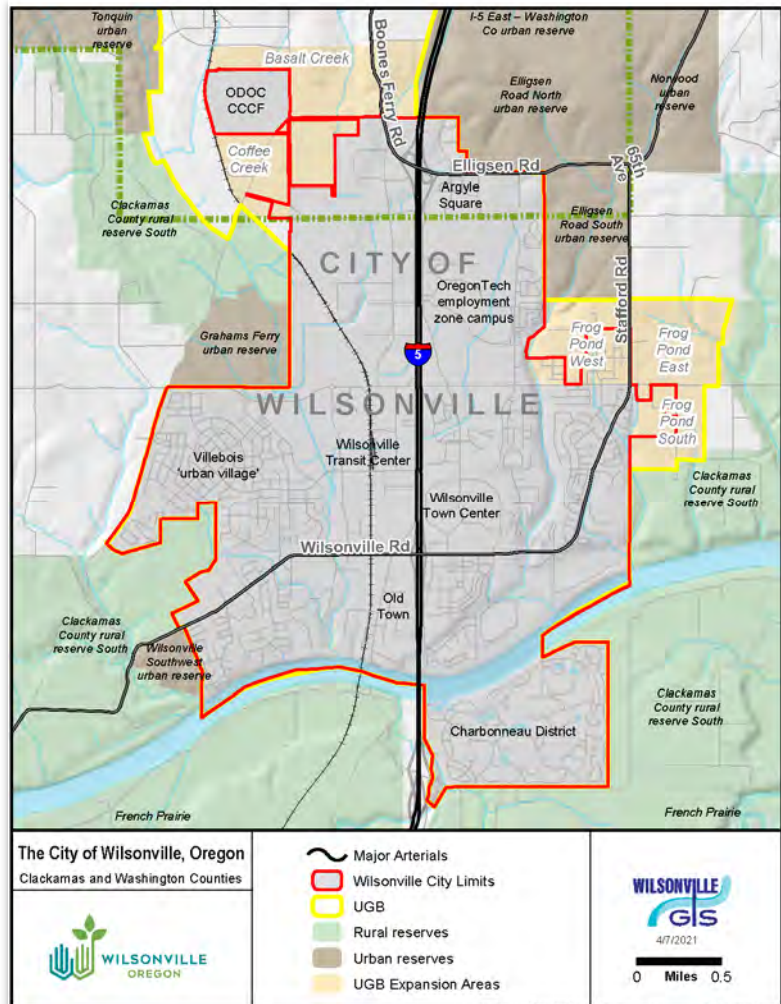 Tonquin
urban
reserve
I-5 East – Washington
Co urban reserve
Basalt Creek
Boones Ferry Rd
ODOC
CCCF
Elligsen
Road North
urban reserve
Norwood
urban
reserve
Coffee
Creek
Elligsen Rd
65th
Ave
Argyle
Square
Clackamas
County rural
reserve South
Elligsen
Road South
urban reserve
CITY OF
OregonTech
employment
zone campus
Stafford Rd
Grahams Ferry
urban reserve
5
Frog
Pond
West
Frog
Pond
East
WILSONVILLE
Frog
Pond
South
Villebois
'urban village'
Wilsonville
Transit Center
Wilsonville
Town Center
Clackamas
County rural
reserve South
Wilsonville Rd
Old
Town
Clackamas
County rural
reserve South
Wilsonville
Southwest
urban reserve
Clackamas
County rural
reserve South
Charbonneau District
French Prairie
French Prairie
The City of Wilsonville, Oregon
Clackamas and Washington Counties
WILSONVILLE
OREGON
Major Arterials
Wilsonville City Limits
UGB
Rural reserves
Urban reserves
UGB Expansion Areas
WILSONVILLE
GIS
4/7/2021
0 Miles 0.5